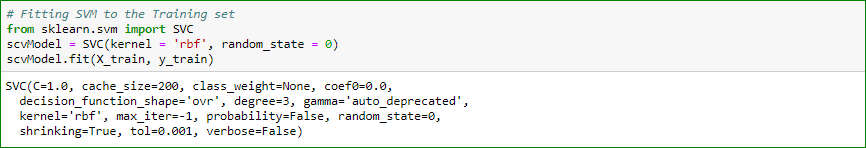 # Fitting SVM to the Training set
from sklearn.svm import SVC
scvModel = SVC(kernel = 'rbf', random_state = 0)
scvModel.fit(X_train, y_train)
SVC(C=1.0, cache_size=200, class_weight=None, coef0=0.0,
decision_function_shape='ovr', degree=3, gamma='auto_deprecated',
kernel='rbf', max_iter=-1, probability=False, random_state=0,
shrinking=True, tol=0.001, verbose=False)